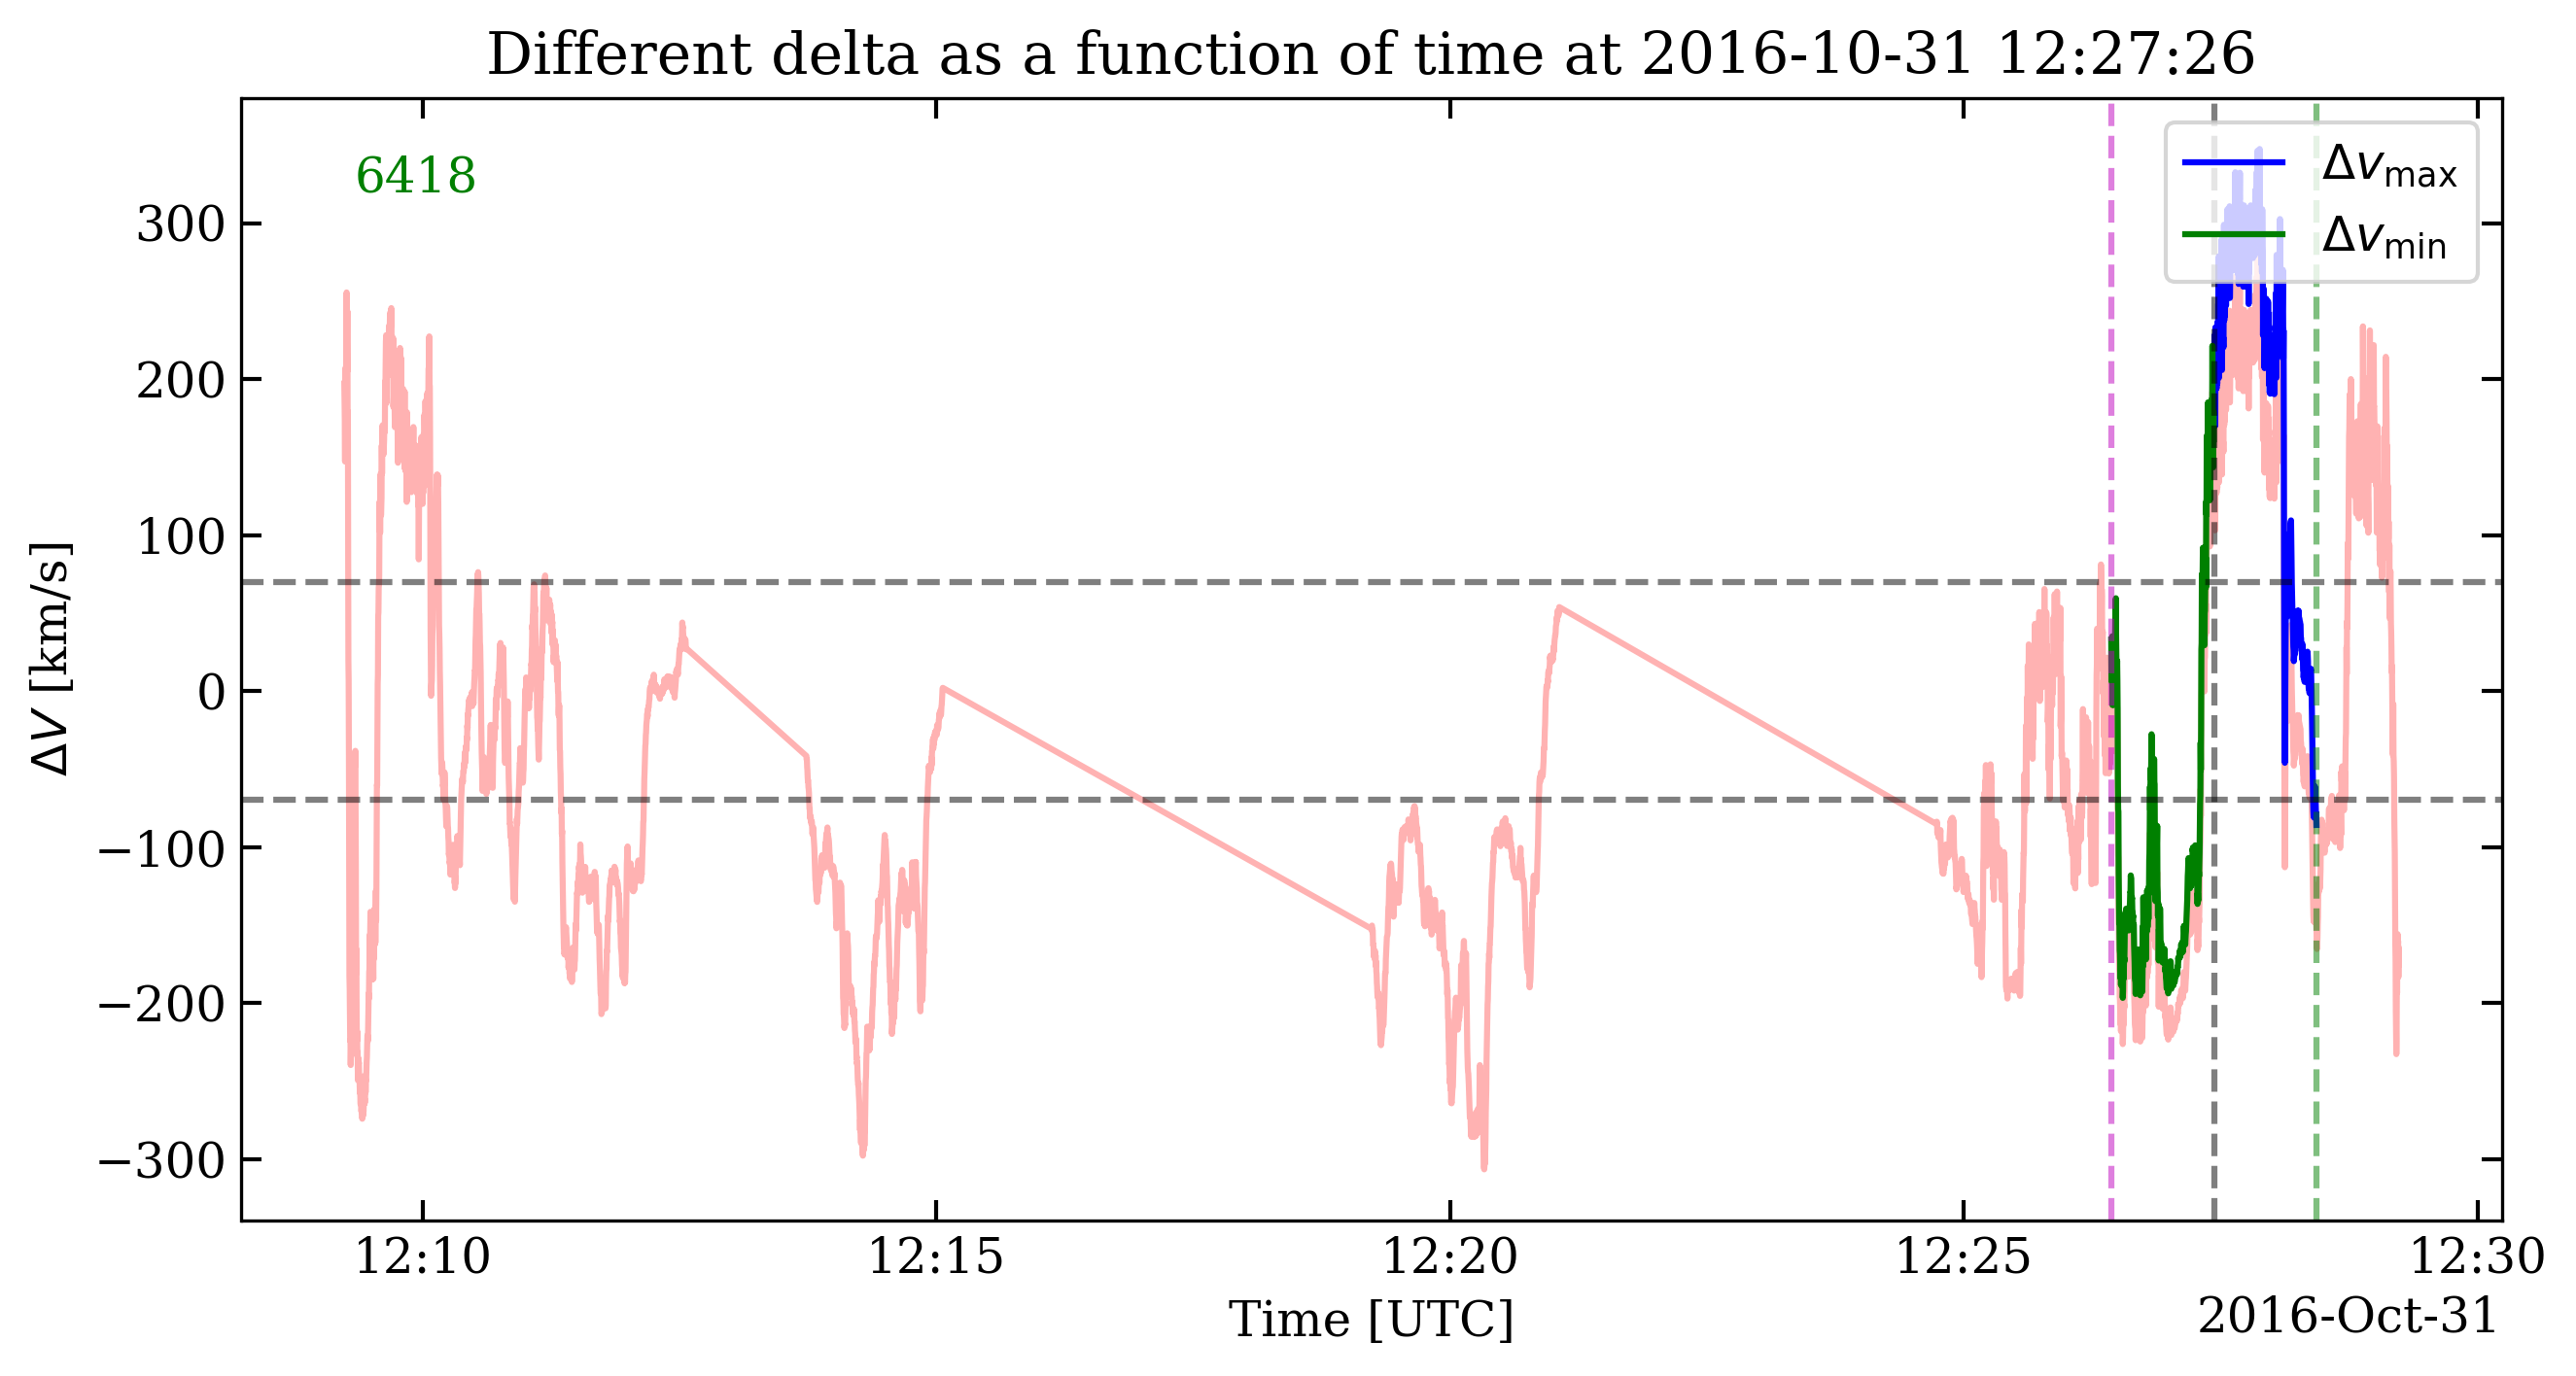 Different delta as a function of time at 2016-10-31 12:27:26
6418
Δv_max
Δv_min
300
200
100
0
−100
−200
−300
ΔV [km/s]
12:10 12:15 12:20 12:25 12:30
Time [UTC]
2016-Oct-31